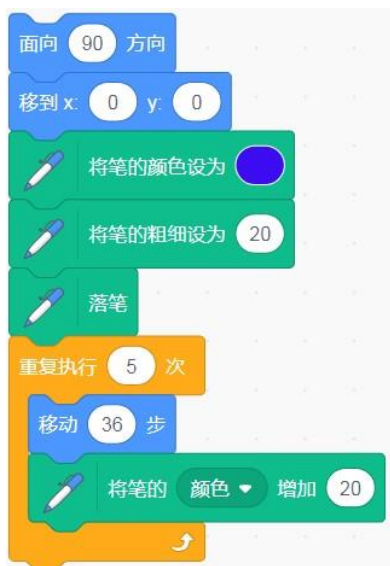 面向 90 方向
移到 x: 0 y: 0
将笔的颜色设为
将笔的粗细设为 20
落笔
重复执行 5 次
移动 36 步
将笔的 颜色 增加 20